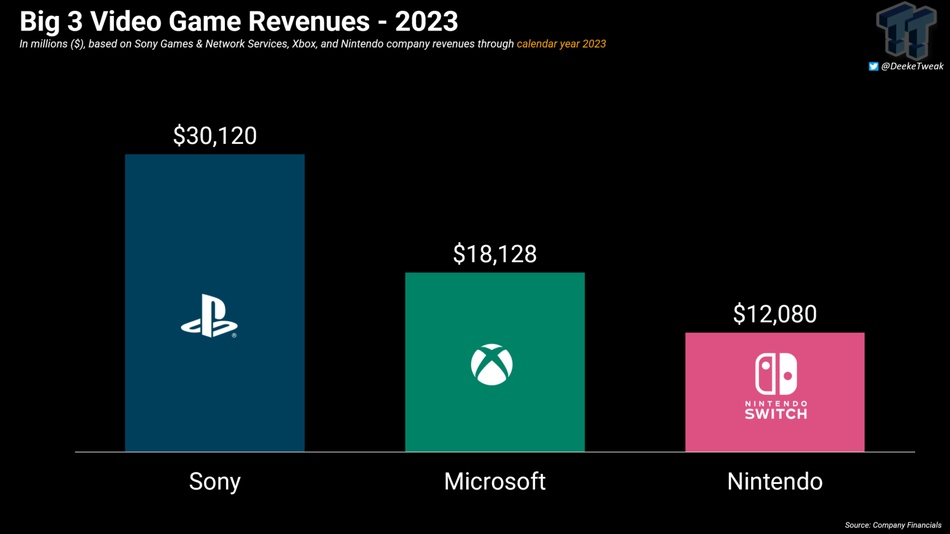 Big 3 Video Game Revenues - 2023
In millions ($), based on Sony Games & Network Services, Xbox, and Nintendo company revenues through calendar year 2023
TT
@DeekeTweak
$30,120
$18,128
$12,080
NINTENDO
SWITCH
Sony
Microsoft
Nintendo
Source: Company Financials